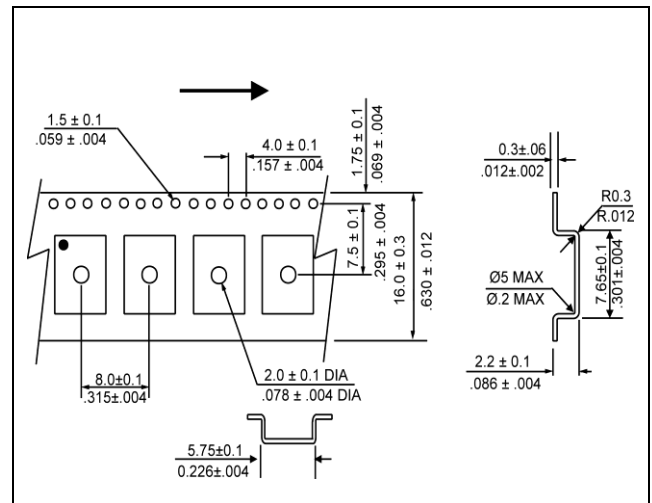 1.5 ± 0.1
.059 ± .004
4.0 ± 0.1
.157 ± .004
1.75 ± 0.1
.069 ± .004
0.3±.06
.012±.002
R0.3
R.012
7.5 ± 0.1
.295 ± .004
16.0 ± 0.3
.630 ± .012
Ø5 MAX
Ø.2 MAX
7.65±0.1
.301±.004
8.0±0.1
.315±.004
2.0 ± 0.1 DIA
.078 ± .004 DIA
2.2 ± 0.1
.086 ± .004
5.75±0.1
0.226±.004